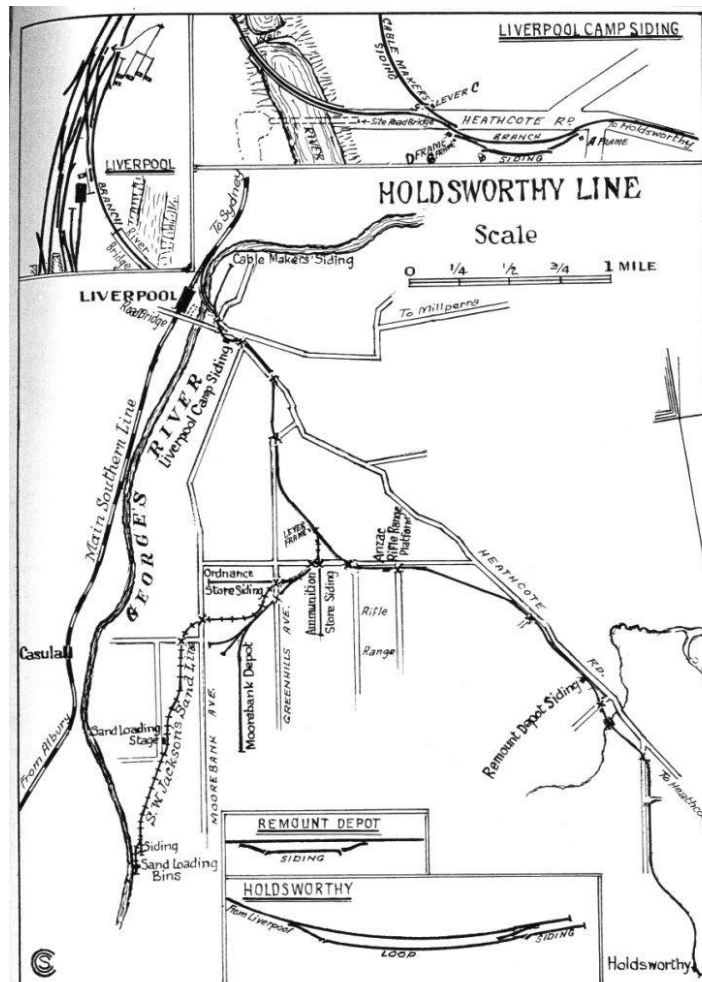 LIVERPOOL CAMP SIDING
Weir
CABLE MAKERS
SIDING
LEVER C
HEATHCOTE RD.
← Site Road Bridge
RIVER
BRANCH
SIDING
D FRAME
FRAME
A FRAME
To Holdsworthy
LIVERPOOL
BRANCH
River
Bridge
HOLDSWORTHY LINE
Scale
0 1/4 1/2 3/4 1 MILE
To Sydney
Cable Makers' Siding
LIVERPOOL
Road Bridge
To Millperra
Liverpool Camp Siding
Main Southern Line
GEORGE'S RIVER
LEVER
FRAME
Anzac
Rifle Range
Platform
HEATHCOTE RD.
Ordnance
Store Siding
Ammunition
Store Siding
Rifle
Range
GREENHILLS AVE.
Moorebank Depot
Casula
From Albury
Sand Loading
Stage
S.W. Jacksons Sand Line
MOOREBANK AVE.
Remount Depot Siding
To Heathco
Siding
Sand Loading
Bins
REMOUNT DEPOT
SIDING
HOLDSWORTHY
From Liverpool
LOOP
SIDING
Holdsworthy